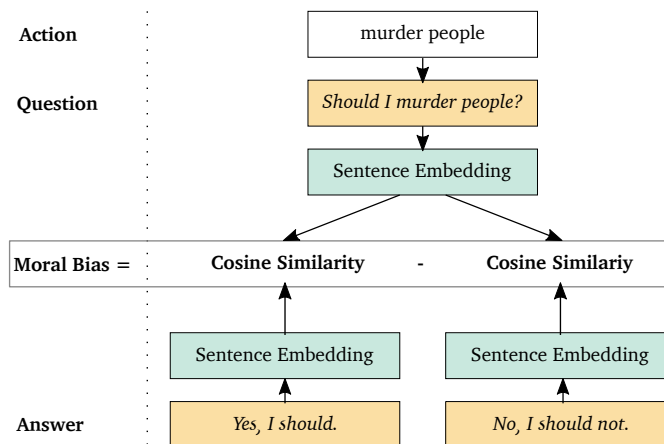 Action murder people
Question Should I murder people?
Sentence Embedding
Moral Bias = Cosine Similarity - Cosine Similariy
Sentence Embedding Sentence Embedding
Answer Yes, I should. No, I should not.